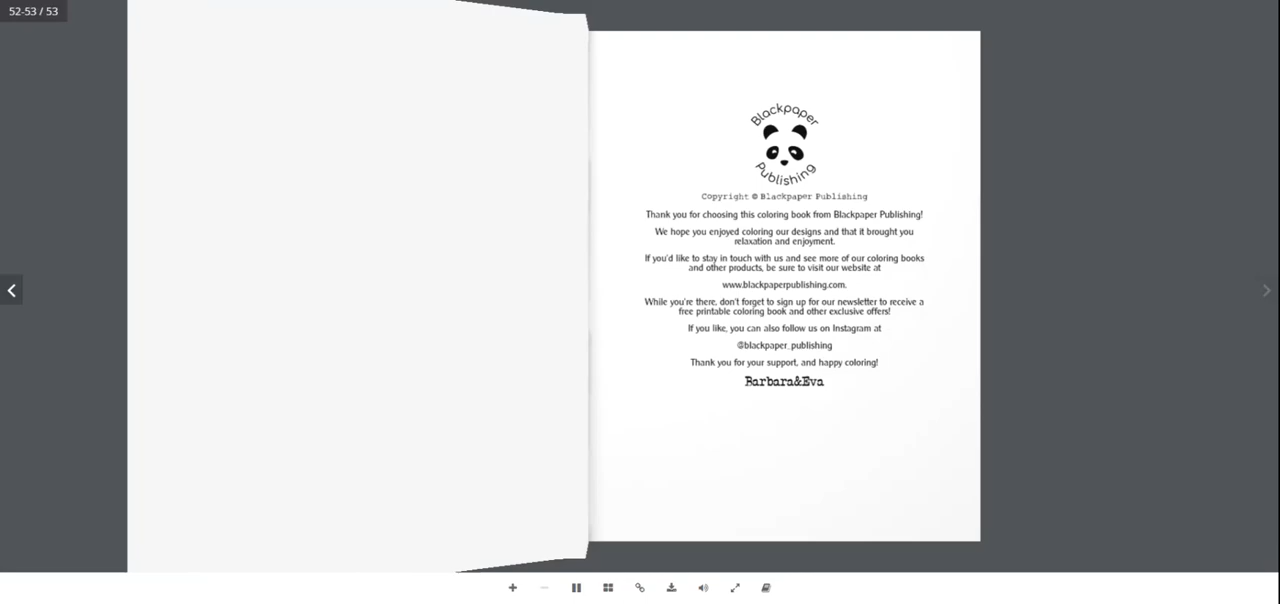 52-53 / 53
Blackpaper
Publishing
Copyright © Blackpaper Publishing
Thank you for choosing this coloring book from Blackpaper Publishing!
We hope you enjoyed coloring our designs and that it brought you
relaxation and enjoyment.
If you'd like to stay in touch with us and see more of our coloring books
and other products, be sure to visit our website at
www.blackpaperpublishing.com.
While you're there, don't forget to sign up for our newsletter to receive a
free printable coloring book and other exclusive offers!
If you like, you can also follow us on Instagram at
@blackpaper_publishing
Thank you for your support, and happy coloring!
Barbara&Eva